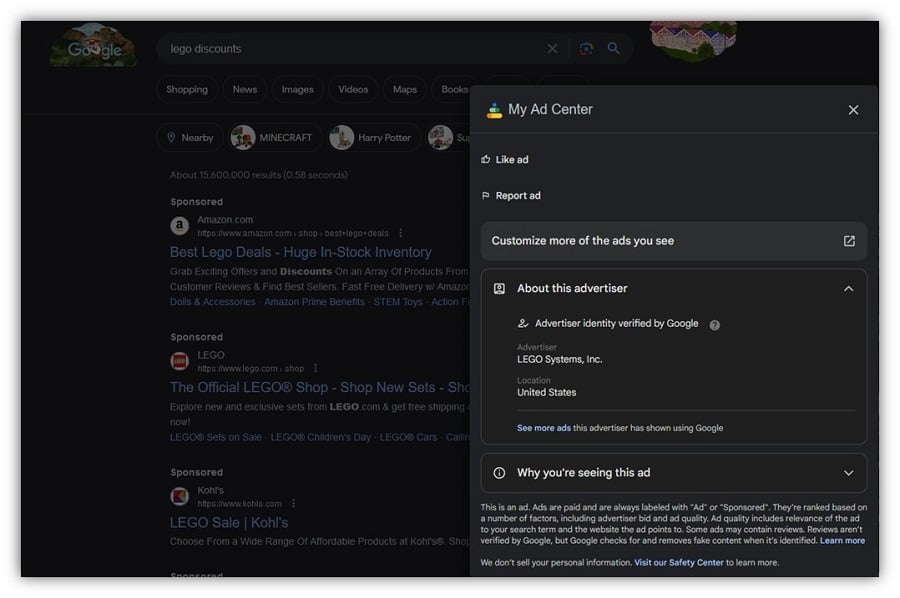 Google
lego discounts
Shopping
News
Images
Videos
Maps
Books
Nearby
MINECRAFT
Harry Potter
About 15,600,000 results (0.58 seconds)
Sponsored
a
Amazon.com
https://www.amazon.com › shop › best+lego+deals
Best Lego Deals - Huge In-Stock Inventory
Grab Exciting Offers and Discounts On an Array Of Products From
Customer Reviews & Find Best Sellers. Fast Free Delivery w/ Amazon
Dolls & Accessories · Amazon Prime Benefits · STEM Toys · Action
Sponsored
LEGO
https://www.lego.com › shop
The Official LEGO® Shop - Shop New Sets -
Explore new and exclusive sets from LEGO.com & get free shipping
now!
LEGO® Sets on Sale · LEGO® Children's Day · LEGO® Cars ·
Sponsored
Kohl's
https://www.kohls.com
LEGO Sale | Kohl's
Choose From a Wide Range Of Affordable Products at Kohl's®.
Sponsored
My Ad Center
Like ad
Report ad
Customize more of the ads you see
About this advertiser
Advertiser identity verified by Google
Advertiser
LEGO Systems, Inc.
Location
United States
See more ads this advertiser has shown using Google
Why you're seeing this ad
This is an ad. Ads are paid and are always labeled with "Ad" or "Sponsored". They're ranked based on
a number of factors, including advertiser bid and ad quality. Ad quality includes relevance of the ad
to your search term and the website the ad points to. Some ads may contain reviews. Reviews aren't
verified by Google, but Google checks for and removes fake content when it's identified. Learn more
We don't sell your personal information. Visit our Safety Center to learn more.